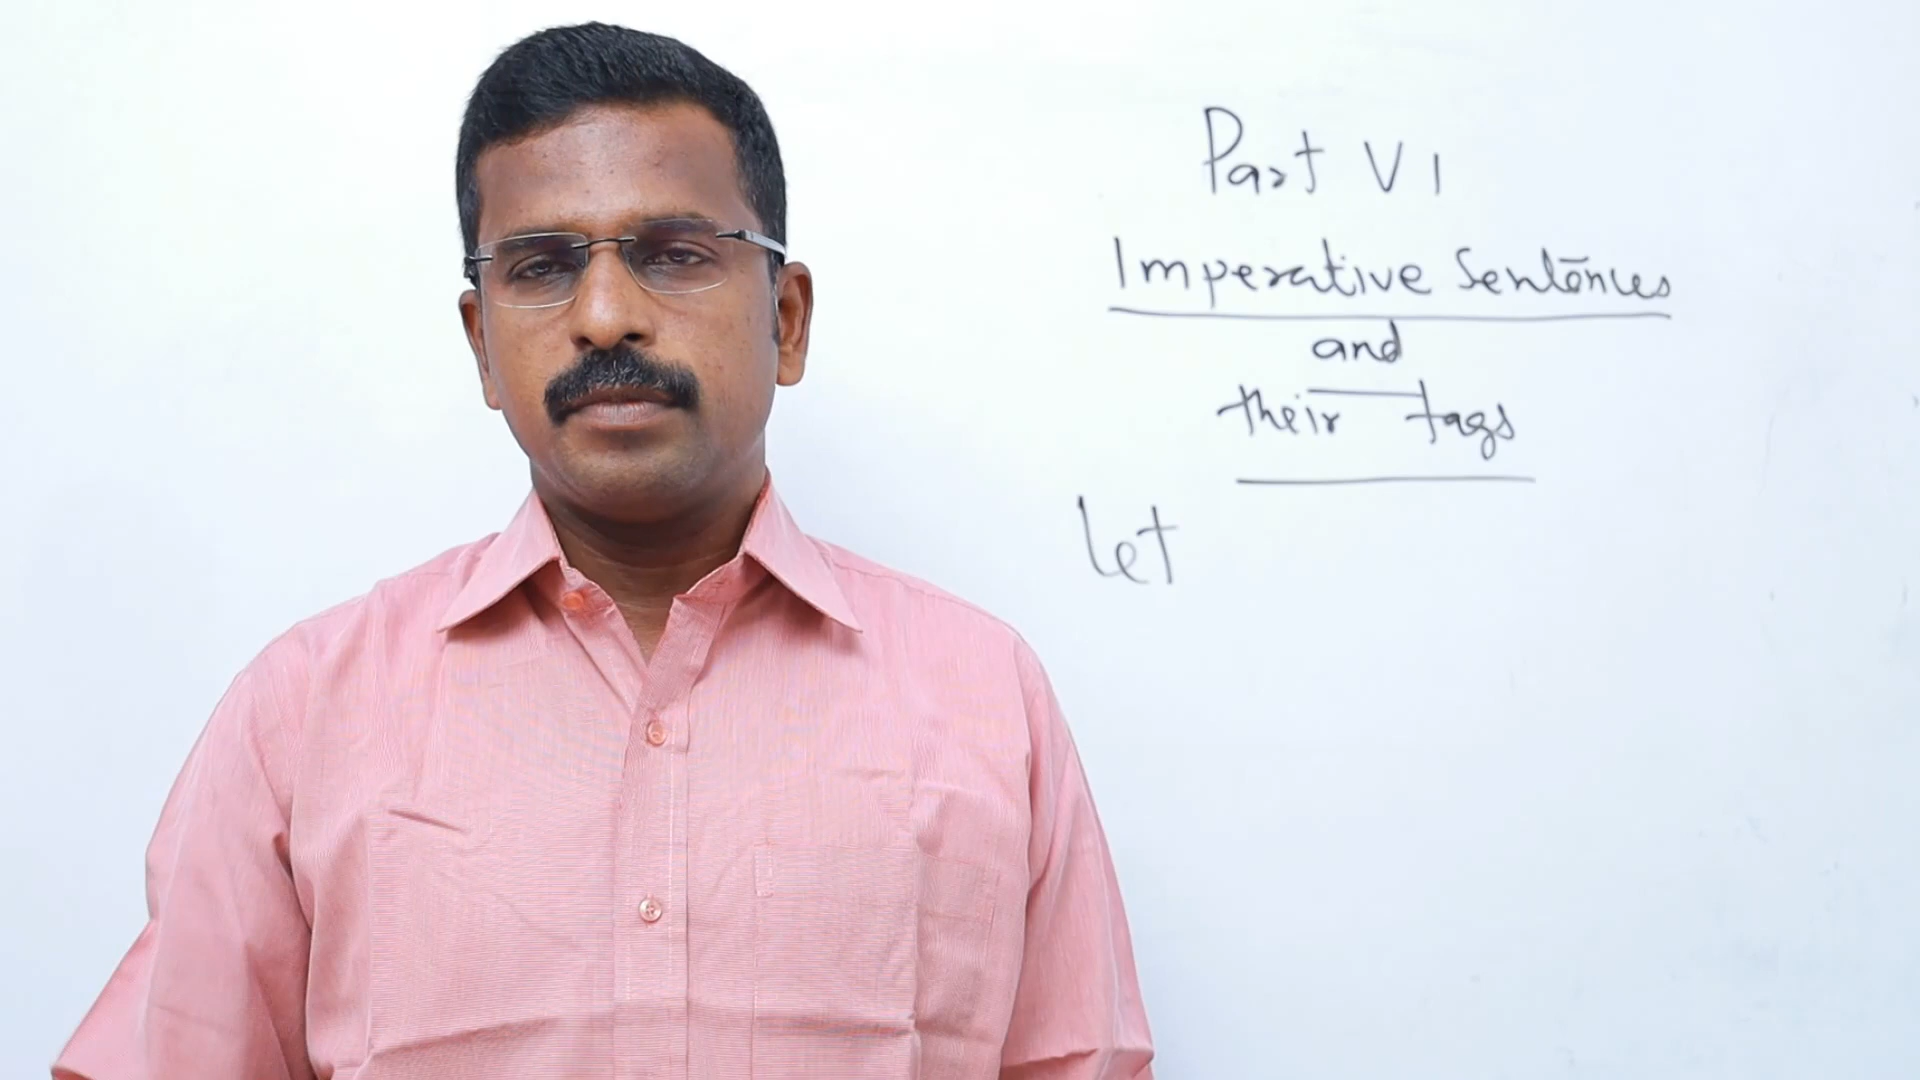 Part VI
Imperative Sentences
and
their tags
Let